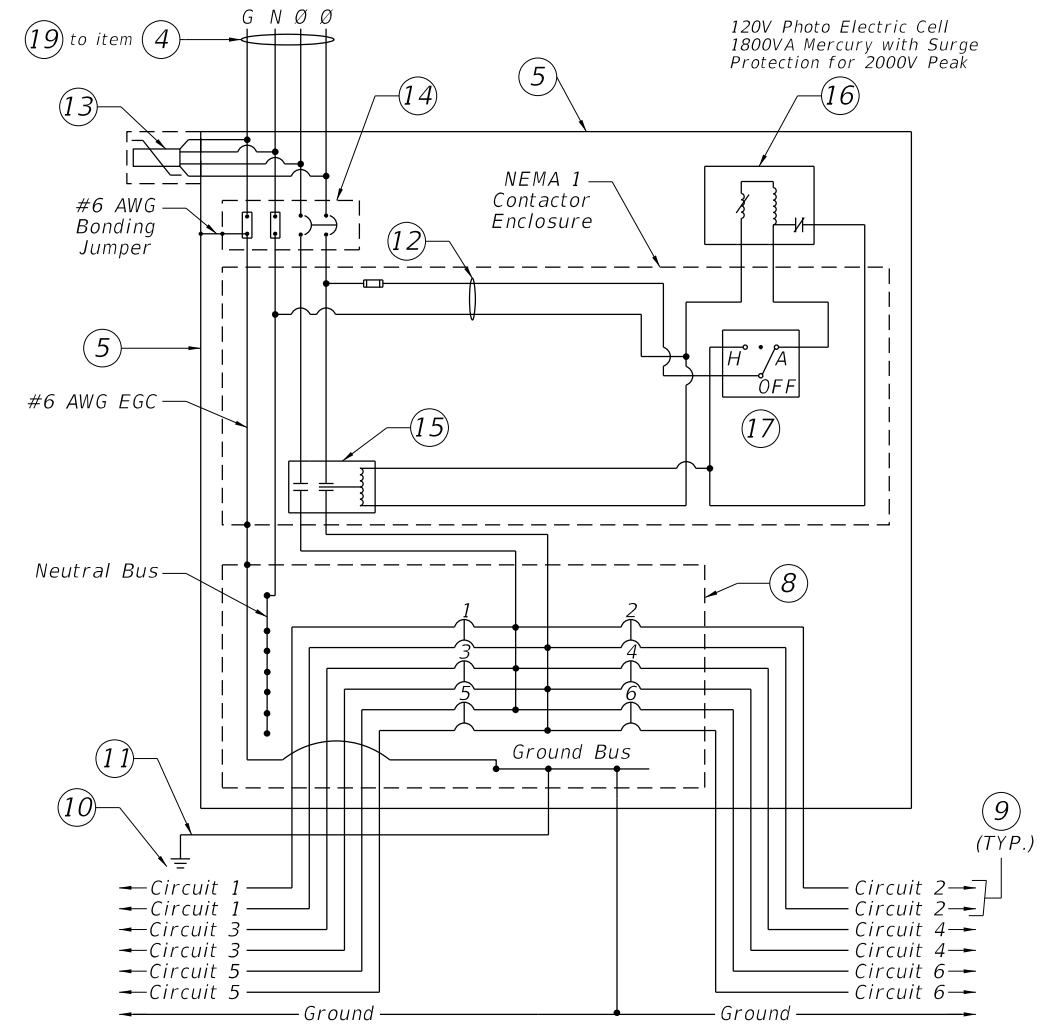 G N Ø Ø
19 to item 4
120V Photo Electric Cell
1800VA Mercury with Surge
Protection for 2000V Peak
5
13
14
16
#6 AWG
Bonding
Jumper
NEMA 1
Contactor
Enclosure
12
5
H A
OFF
17
#6 AWG EGC
15
Neutral Bus
8
1 2
3 4
5 6
Ground Bus
11
10
9
(TYP.)
Circuit 1 Circuit 2
Circuit 1 Circuit 2
Circuit 3 Circuit 4
Circuit 3 Circuit 4
Circuit 5 Circuit 6
Circuit 5 Circuit 6
Ground Ground